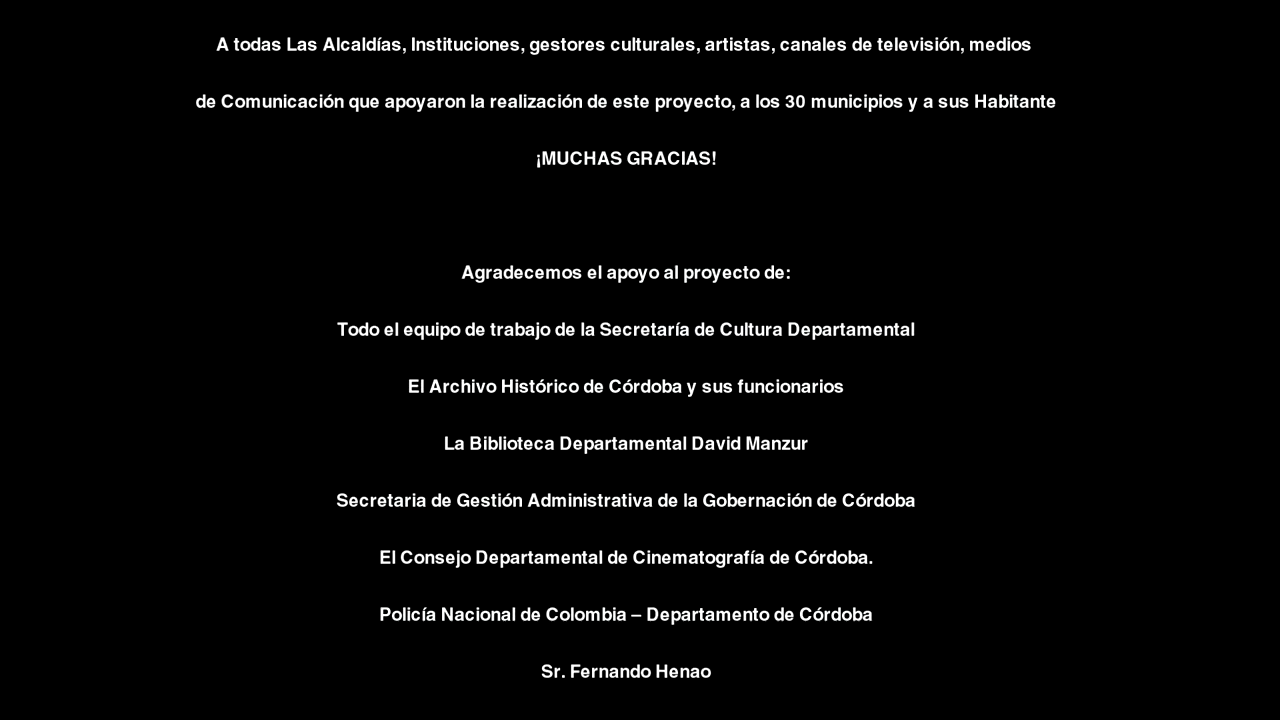 A todas Las Alcaldías, Instituciones, gestores culturales, artistas, canales de televisión, medios
de Comunicación que apoyaron la realización de este proyecto, a los 30 municipios y a sus Habitante
¡MUCHAS GRACIAS!
Agradecemos el apoyo al proyecto de:
Todo el equipo de trabajo de la Secretaría de Cultura Departamental
El Archivo Histórico de Córdoba y sus funcionarios
La Biblioteca Departamental David Manzur
Secretaria de Gestión Administrativa de la Gobernación de Córdoba
El Consejo Departamental de Cinematografía de Córdoba.
Policía Nacional de Colombia – Departamento de Córdoba
Sr. Fernando Henao